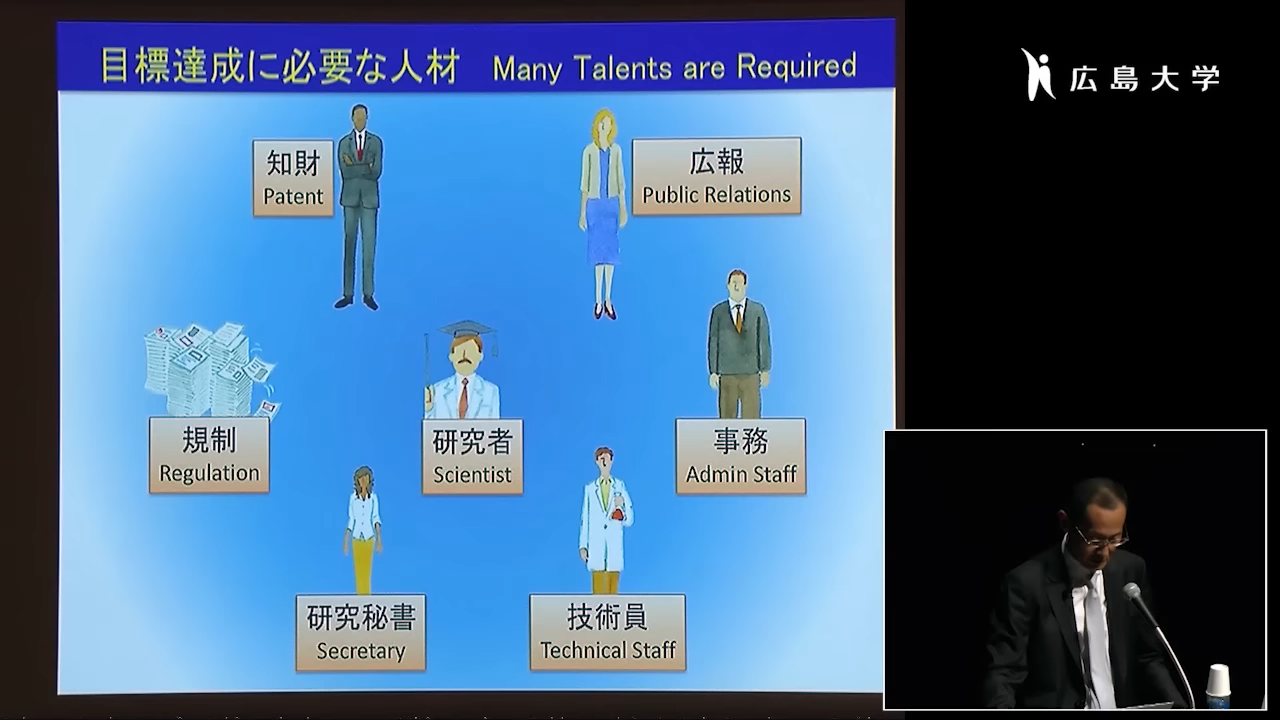 目標達成に必要な人材 Many Talents are Required
広島大学
知財
Patent
広報
Public Relations
規制
Regulation
研究者
Scientist
事務
Admin Staff
研究秘書
Secretary
技術員
Technical Staff